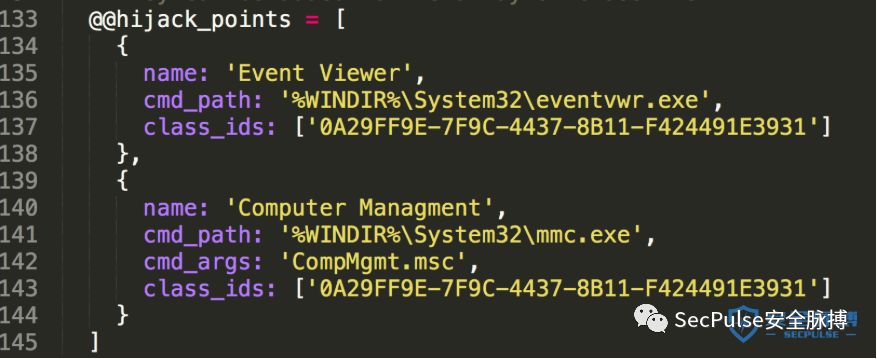 133 @@hijack_points = [
134 {
135 name: 'Event Viewer',
136 cmd_path: '%WINDIR%\System32\eventvwr.exe',
137 class_ids: ['0A29FF9E-7F9C-4437-8B11-F424491E3931']
138 },
139 {
140 name: 'Computer Managment',
141 cmd_path: '%WINDIR%\System32\mmc.exe',
142 cmd_args: 'CompMgmt.msc',
143 class_ids: ['0A29FF9E-7F9C-4437-8B11-F424491E3931']
144 }
145 ]
SecPulse安全脉搏
SECPULSE